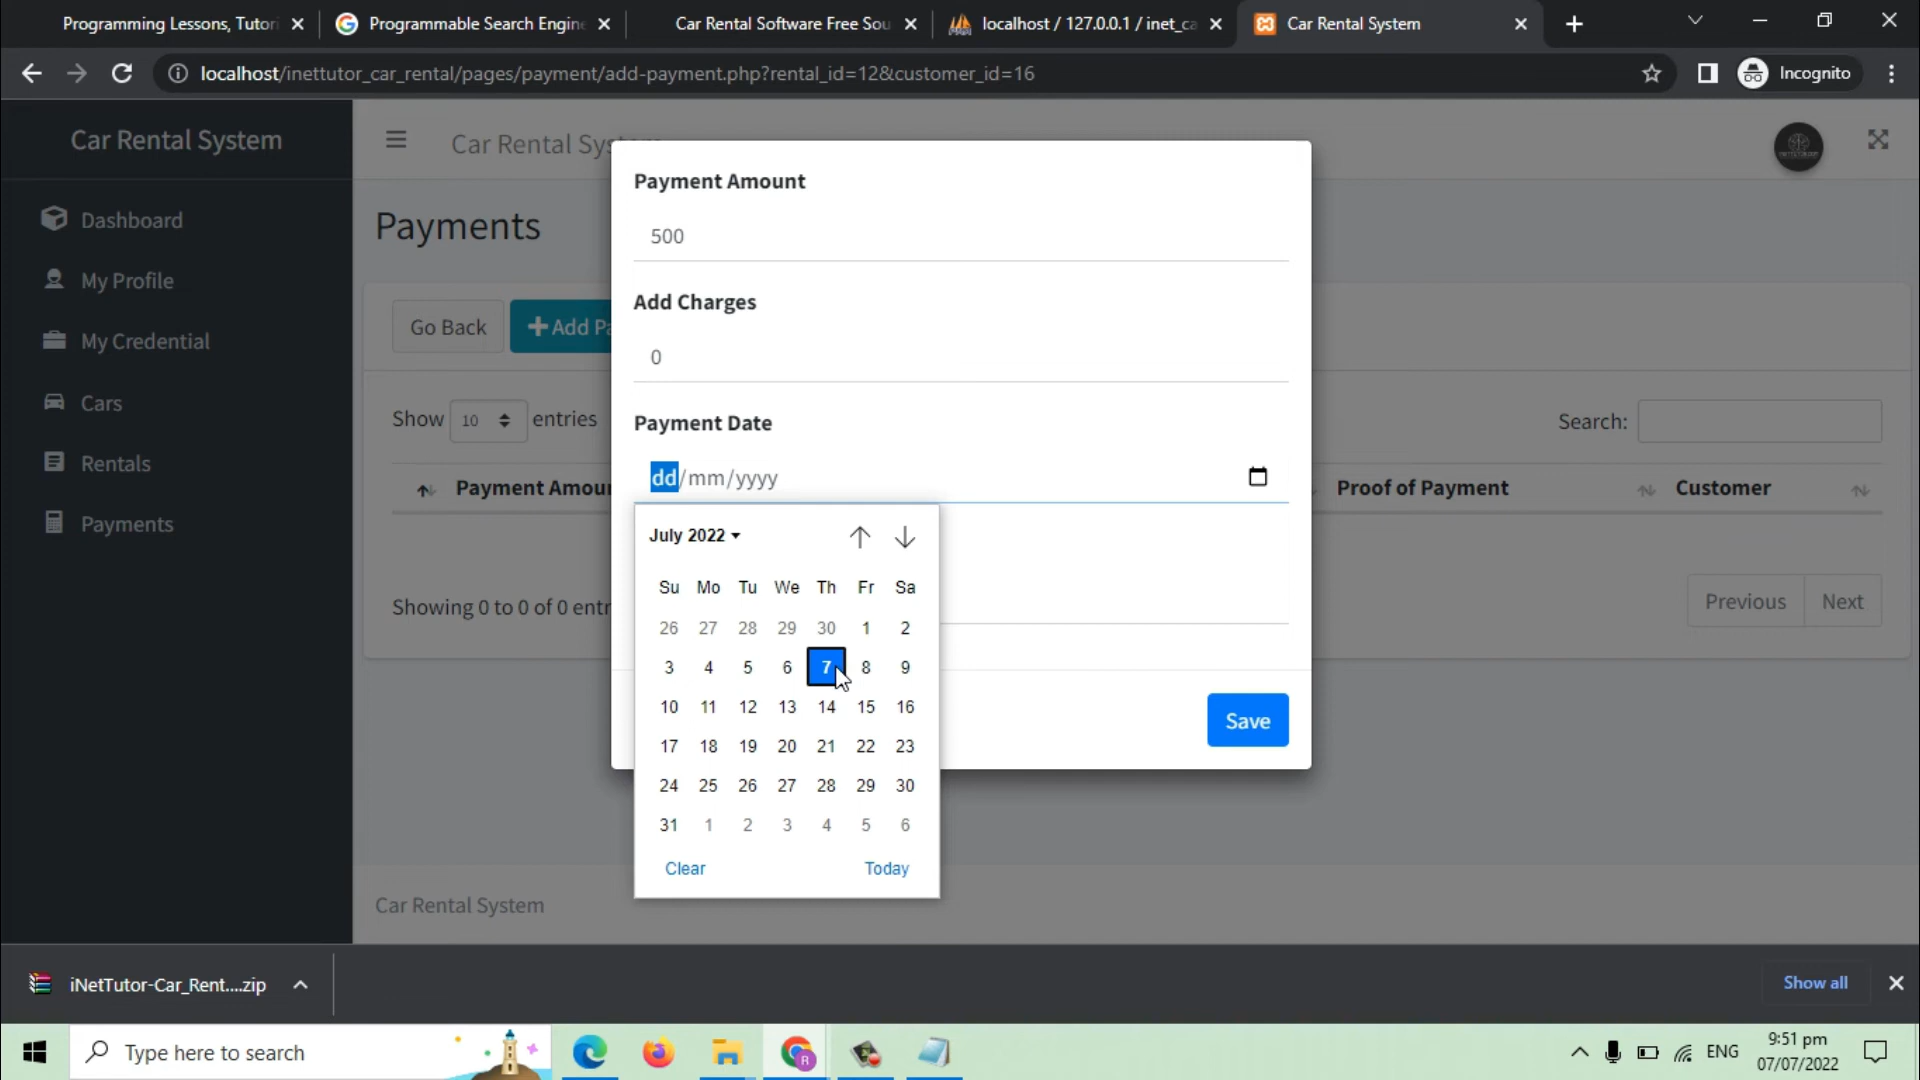 Programming Lessons, Tutori
Programmable Search Engine
Car Rental Software Free Sou
localhost / 127.0.0.1 / inet_ca
Car Rental System
localhost/inettutor_car_rental/pages/payment/add-payment.php?rental_id=12&customer_id=16
Incognito
Car Rental System
Dashboard
My Profile
My Credential
Cars
Rentals
Payments
Car Rental Sys
Payments
Go Back
Add Pa
Show 10 entries
Search:
Payment Amoun
Proof of Payment
Customer
Showing 0 to 0 of 0 entr
Previous
Next
Car Rental System
Payment Amount
500
Add Charges
0
Payment Date
dd/mm/yyyy
July 2022
Su Mo Tu We Th Fr Sa
26 27 28 29 30 1 2
3 4 5 6 7 8 9
10 11 12 13 14 15 16
17 18 19 20 21 22 23
24 25 26 27 28 29 30
31 1 2 3 4 5 6
Clear
Today
Save
iNetTutor-Car_Rent....zip
Show all
Type here to search
R
ENG
9:51 pm
07/07/2022